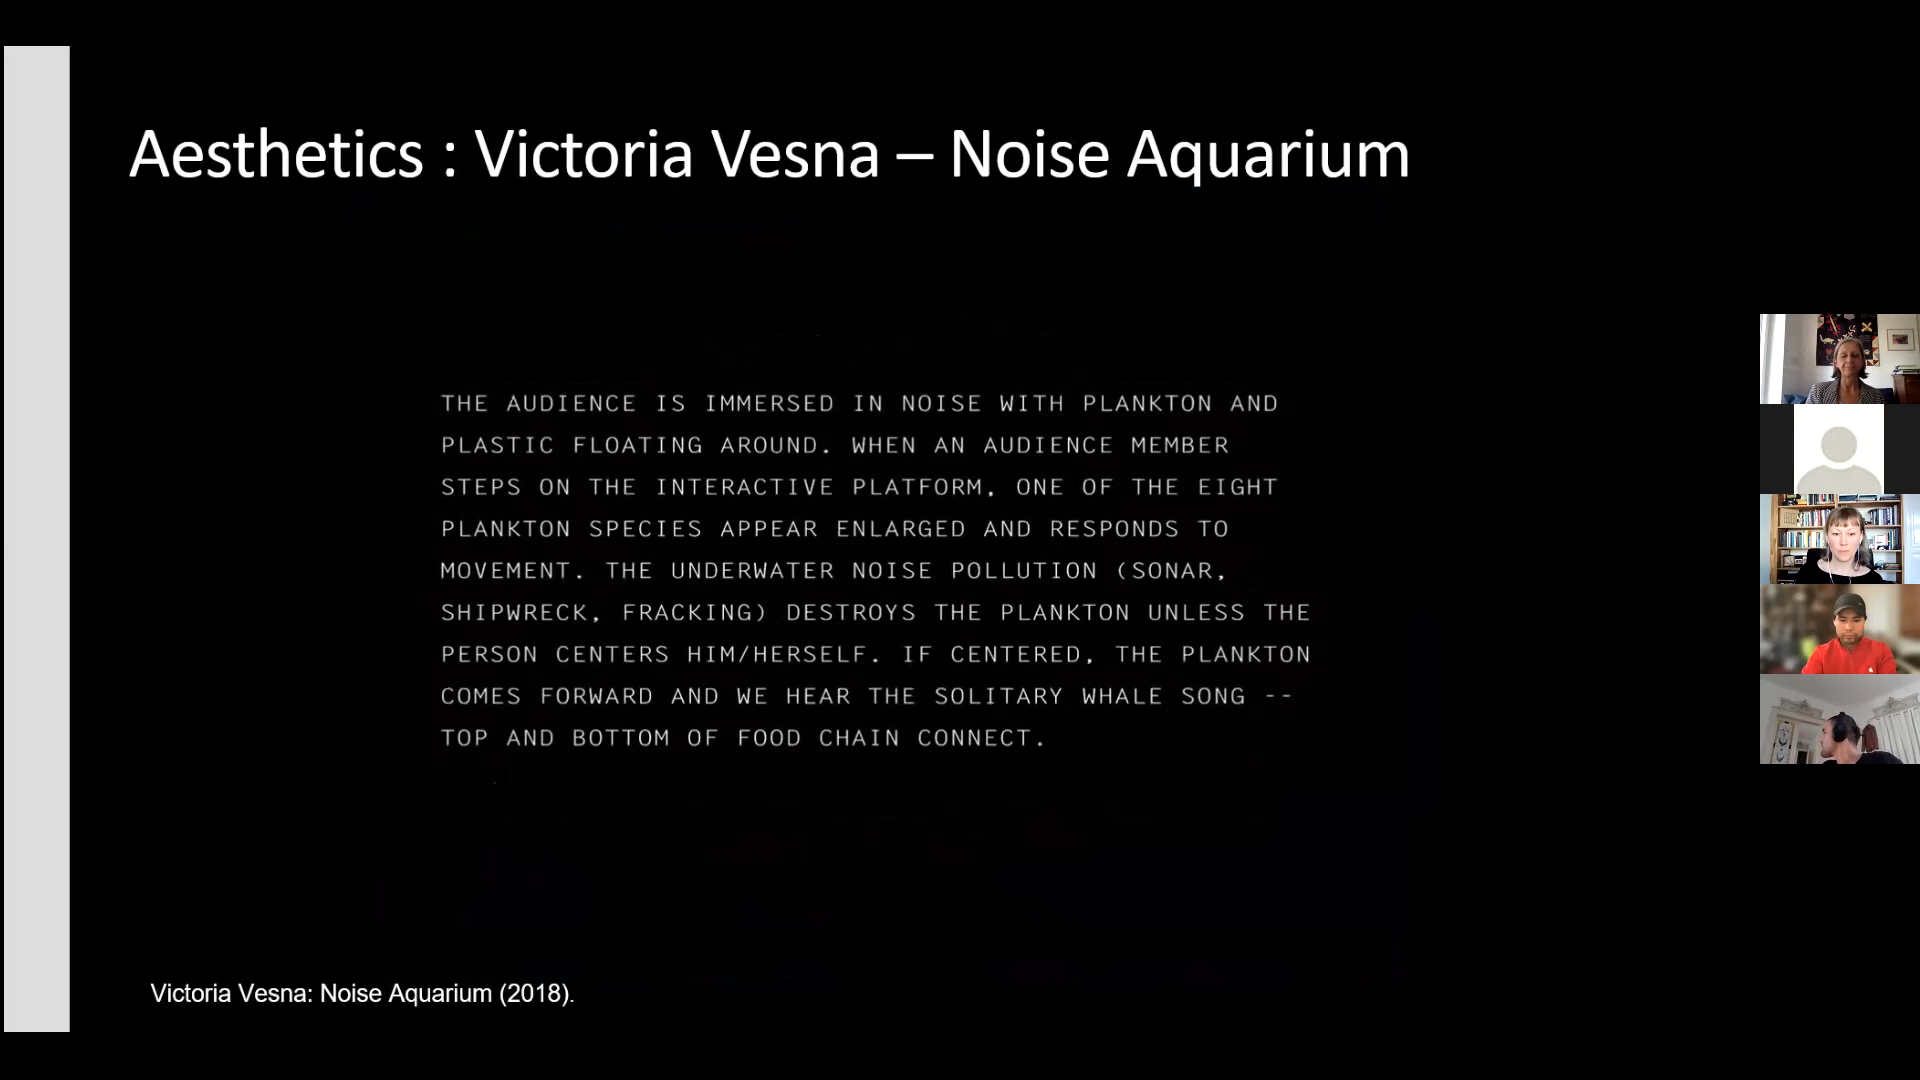 Aesthetics : Victoria Vesna – Noise Aquarium
THE AUDIENCE IS IMMERSED IN NOISE WITH PLANKTON AND
PLASTIC FLOATING AROUND. WHEN AN AUDIENCE MEMBER
STEPS ON THE INTERACTIVE PLATFORM, ONE OF THE EIGHT
PLANKTON SPECIES APPEAR ENLARGED AND RESPONDS TO
MOVEMENT. THE UNDERWATER NOISE POLLUTION (SONAR,
SHIPWRECK, FRACKING) DESTROYS THE PLANKTON UNLESS THE
PERSON CENTERS HIM/HERSELF. IF CENTERED, THE PLANKTON
COMES FORWARD AND WE HEAR THE SOLITARY WHALE SONG --
TOP AND BOTTOM OF FOOD CHAIN CONNECT.
Victoria Vesna: Noise Aquarium (2018).